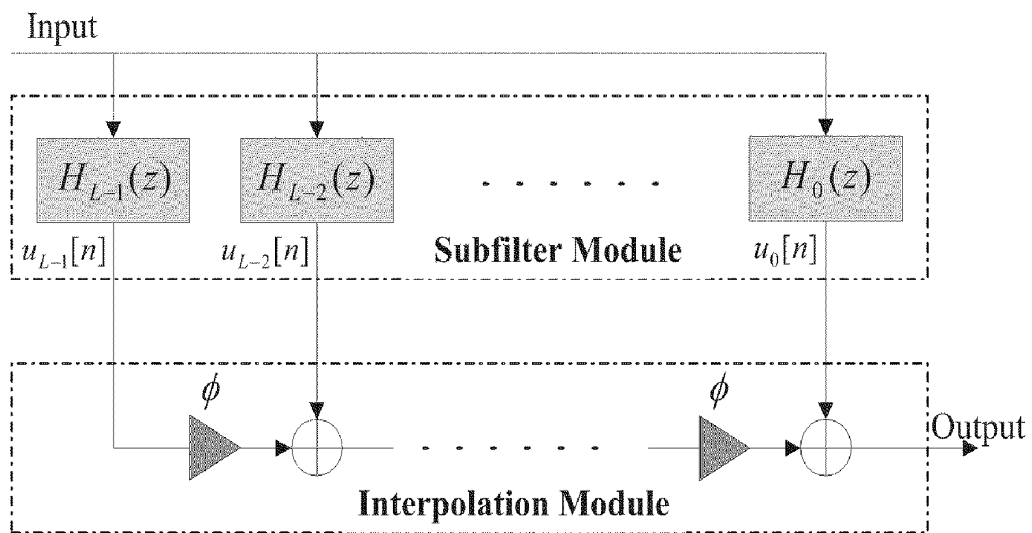 Input
H_{L-1}(z) H_{L-2}(z) . . . . . . H_0(z)
u_{L-1}[n] u_{L-2}[n] Subfilter Module u_0[n]
ϕ ϕ
. . . . . . Output
Interpolation Module